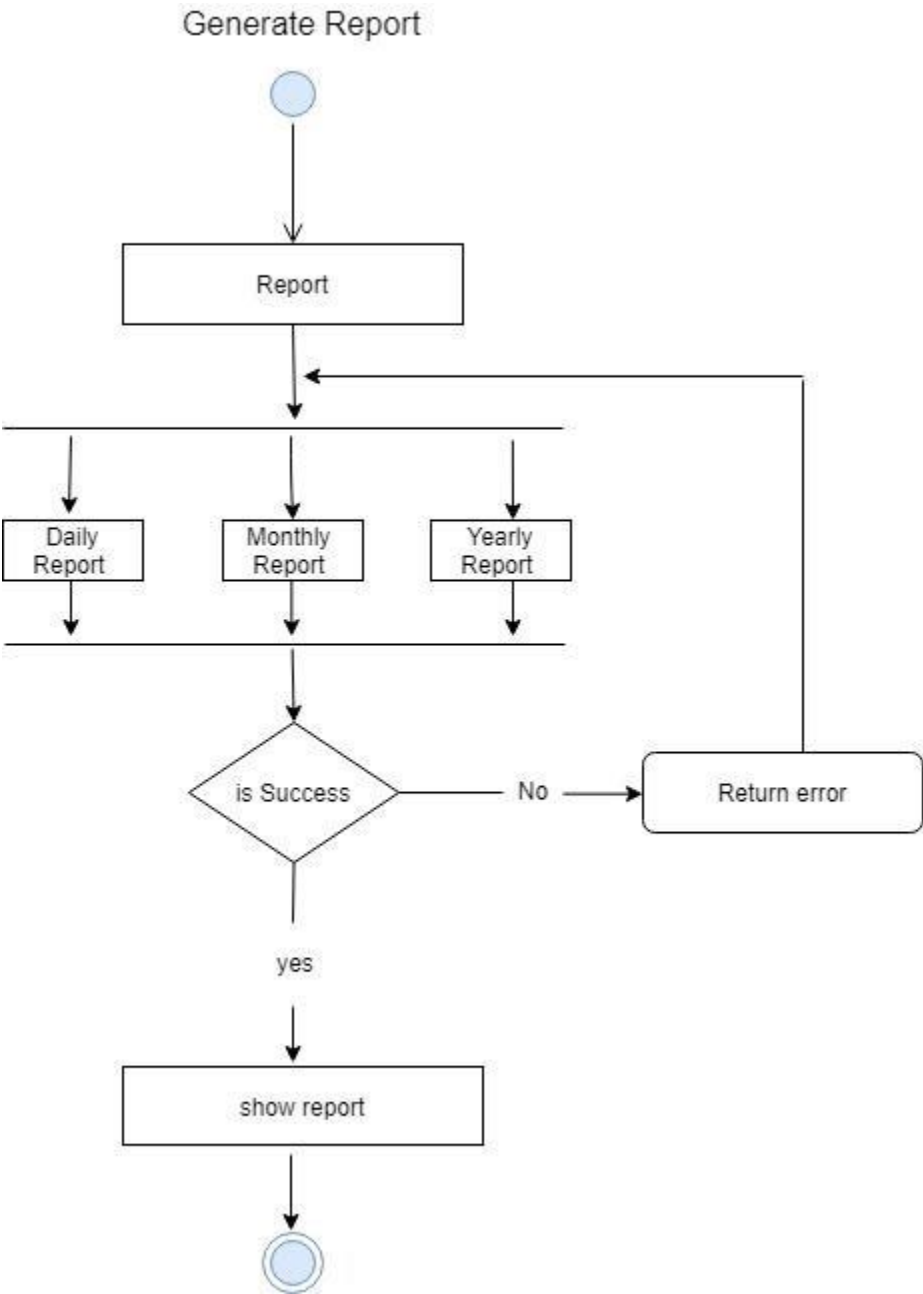 Generate Report
Report
Daily
Report
Monthly
Report
Yearly
Report
is Success
No
Return error
yes
show report